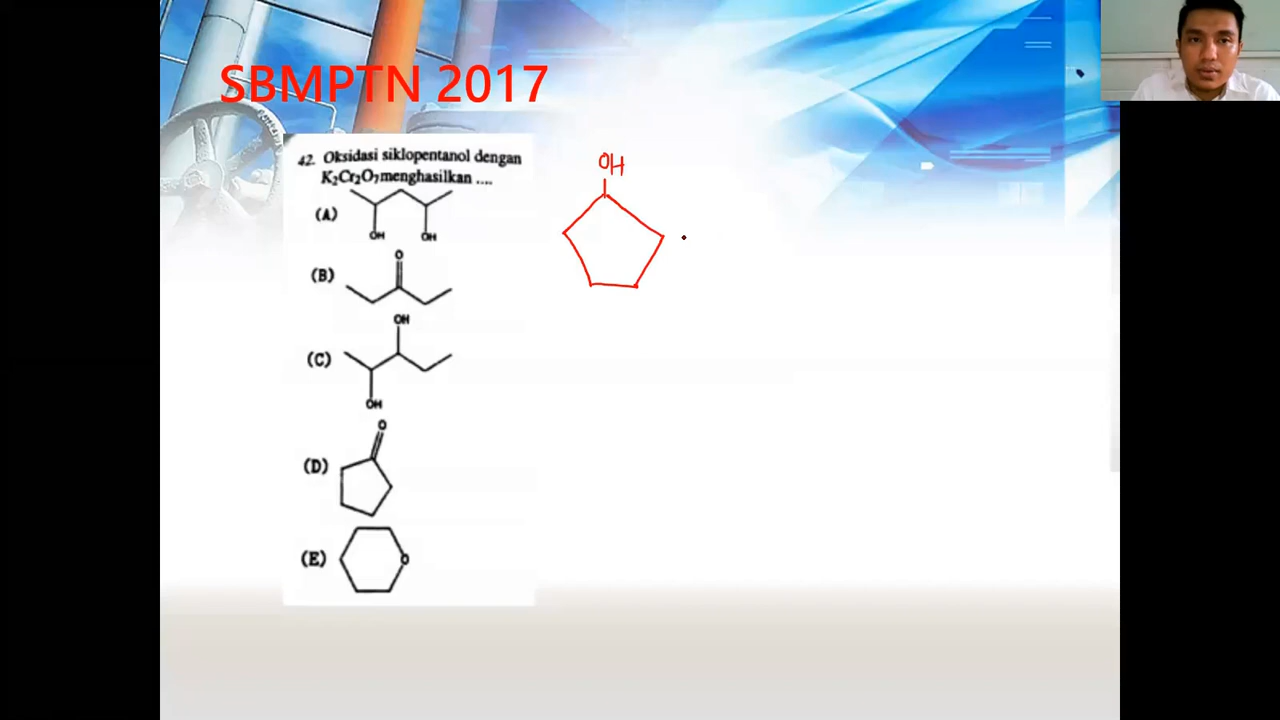 SBMPTN 2017
42. Oksidasi siklopentanol dengan
K₂Cr₂O₇ menghasilkan ....
(A)
OH OH
(B)
O
(C)
OH
OH
(D)
O
(E)
O
OH